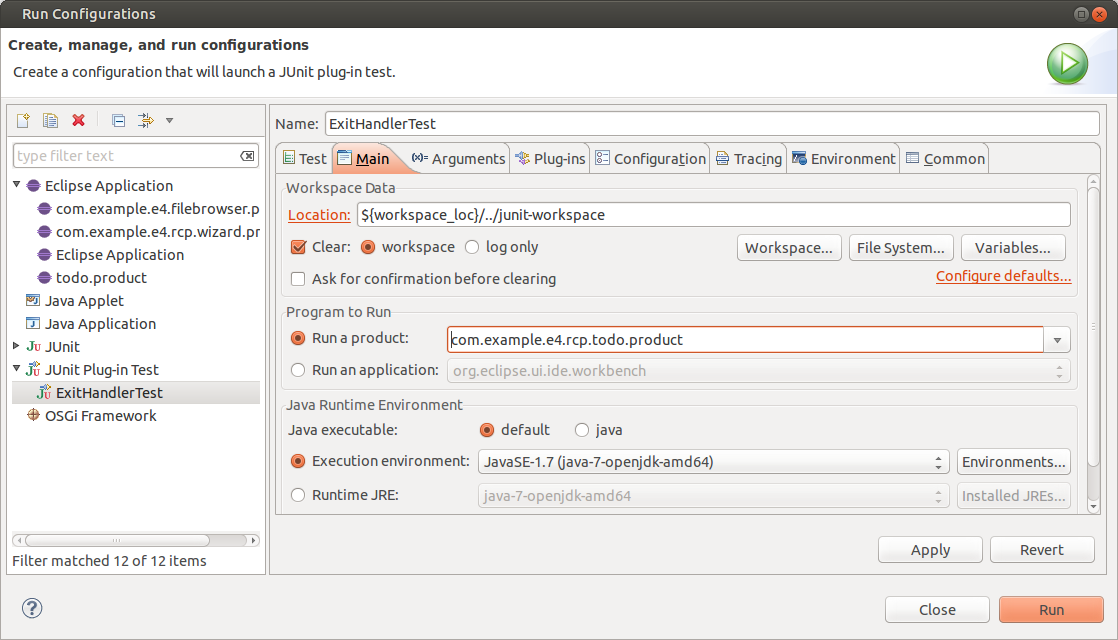 Run Configurations
Create, manage, and run configurations
Create a configuration that will launch a JUnit plug-in test.
type filter text
Eclipse Application
com.example.e4.filebrowser.p
com.example.e4.rcp.wizard.pr
Eclipse Application
todo.product
Java Applet
Java Application
JUnit
JUnit Plug-in Test
ExitHandlerTest
OSGi Framework
Filter matched 12 of 12 items
Name: ExitHandlerTest
Test Main (x)= Arguments Plug-ins Configuration Tracing Environment Common
Workspace Data
Location: ${workspace_loc}/../junit-workspace
Clear: workspace log only Workspace... File System... Variables...
Ask for confirmation before clearing Configure defaults...
Program to Run
Run a product: com.example.e4.rcp.todo.product
Run an application: org.eclipse.ui.ide.workbench
Java Runtime Environment
Java executable: default java
Execution environment: JavaSE-1.7 (java-7-openjdk-amd64) Environments...
Runtime JRE: java-7-openjdk-amd64 Installed JREs...
Apply Revert
? Close Run